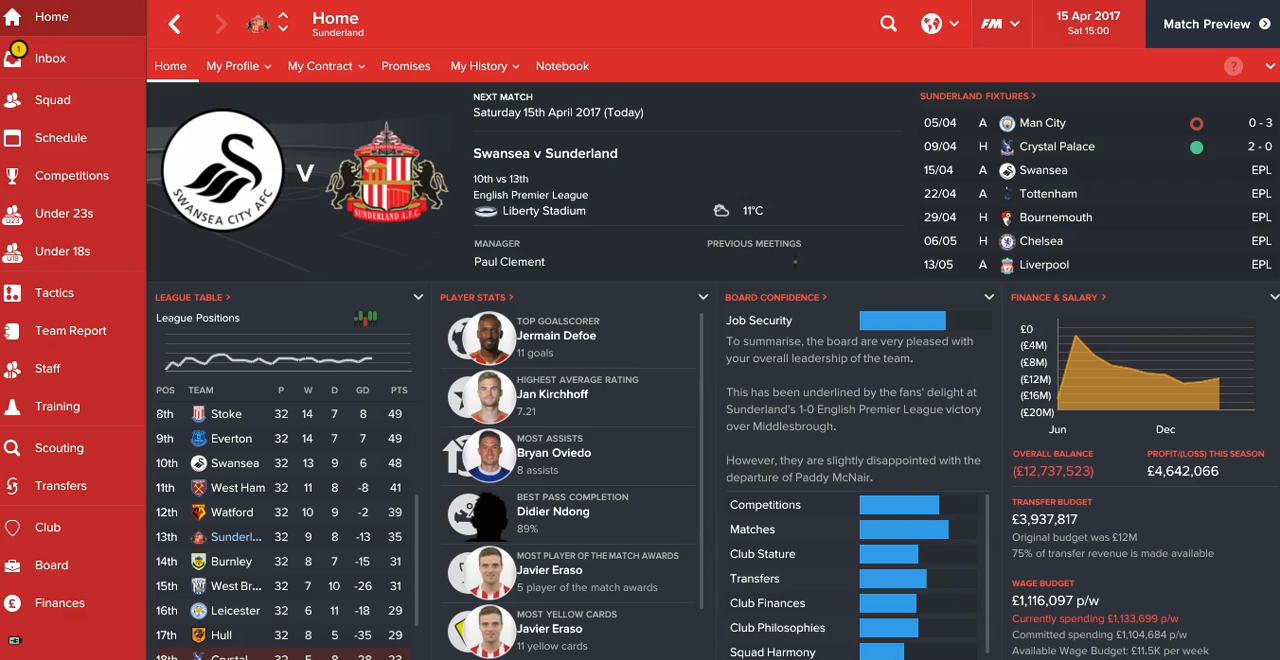 Home
1
Inbox
Squad
Schedule
Competitions
U23
Under 23s
U18
Under 18s
Tactics
Team Report
Staff
Training
Scouting
Transfers
Club
Board
Finances
Home
Sunderland
FM
15 Apr 2017
Sat 15:00
Match Preview
Home My Profile My Contract Promises My History Notebook ?
SWANSEA CITY AFC
V
SUNDERLAND A.F.C.
NEXT MATCH
Saturday 15th April 2017 (Today)
Swansea v Sunderland
10th vs 13th
English Premier League
Liberty Stadium 11°C
MANAGER PREVIOUS MEETINGS
Paul Clement
SUNDERLAND FIXTURES >
05/04 A Man City 0 - 3
09/04 H Crystal Palace 2 - 0
15/04 A Swansea EPL
22/04 A Tottenham EPL
29/04 H Bournemouth EPL
06/05 H Chelsea EPL
13/05 A Liverpool EPL
LEAGUE TABLE >
League Positions
POS TEAM P W D GD PTS
8th Stoke 32 14 7 8 49
9th Everton 32 14 7 7 49
10th Swansea 32 13 9 6 48
11th West Ham 32 11 8 -8 41
12th Watford 32 10 9 -2 39
13th Sunderl... 32 9 8 -13 35
14th Burnley 32 8 7 -15 31
15th West Br... 32 7 10 -26 31
16th Leicester 32 6 11 -18 29
17th Hull 32 8 5 -35 29
18th Crystal 32 5 8 -28 23
PLAYER STATS >
TOP GOALSCORER
Jermain Defoe
11 goals
HIGHEST AVERAGE RATING
Jan Kirchhoff
7.21
MOST ASSISTS
Bryan Oviedo
8 assists
BEST PASS COMPLETION
Didier Ndong
89%
MOST PLAYER OF THE MATCH AWARDS
Javier Eraso
5 player of the match awards
MOST YELLOW CARDS
Javier Eraso
11 yellow cards
BOARD CONFIDENCE >
Job Security
To summarise, the board are very pleased with
your overall leadership of the team.
This has been underlined by the fans' delight at
Sunderland's 1-0 English Premier League victory
over Middlesbrough.
However, they are slightly disappointed with the
departure of Paddy McNair.
Competitions
Matches
Club Stature
Transfers
Club Finances
Club Philosophies
Squad Harmony
FINANCE & SALARY >
£0
(£4M)
(£8M)
(£12M)
(£16M)
(£20M)
Jun Dec
OVERALL BALANCE PROFIT/(LOSS) THIS SEASON
(£12,737,523) £4,642,066
TRANSFER BUDGET
£3,937,817
Original budget was £12M
75% of transfer revenue is made available
WAGE BUDGET
£1,116,097 p/w
Currently spending £1,133,699 p/w
Committed spending £1,104,684 p/w
Available Wage Budget: £11.5K per week